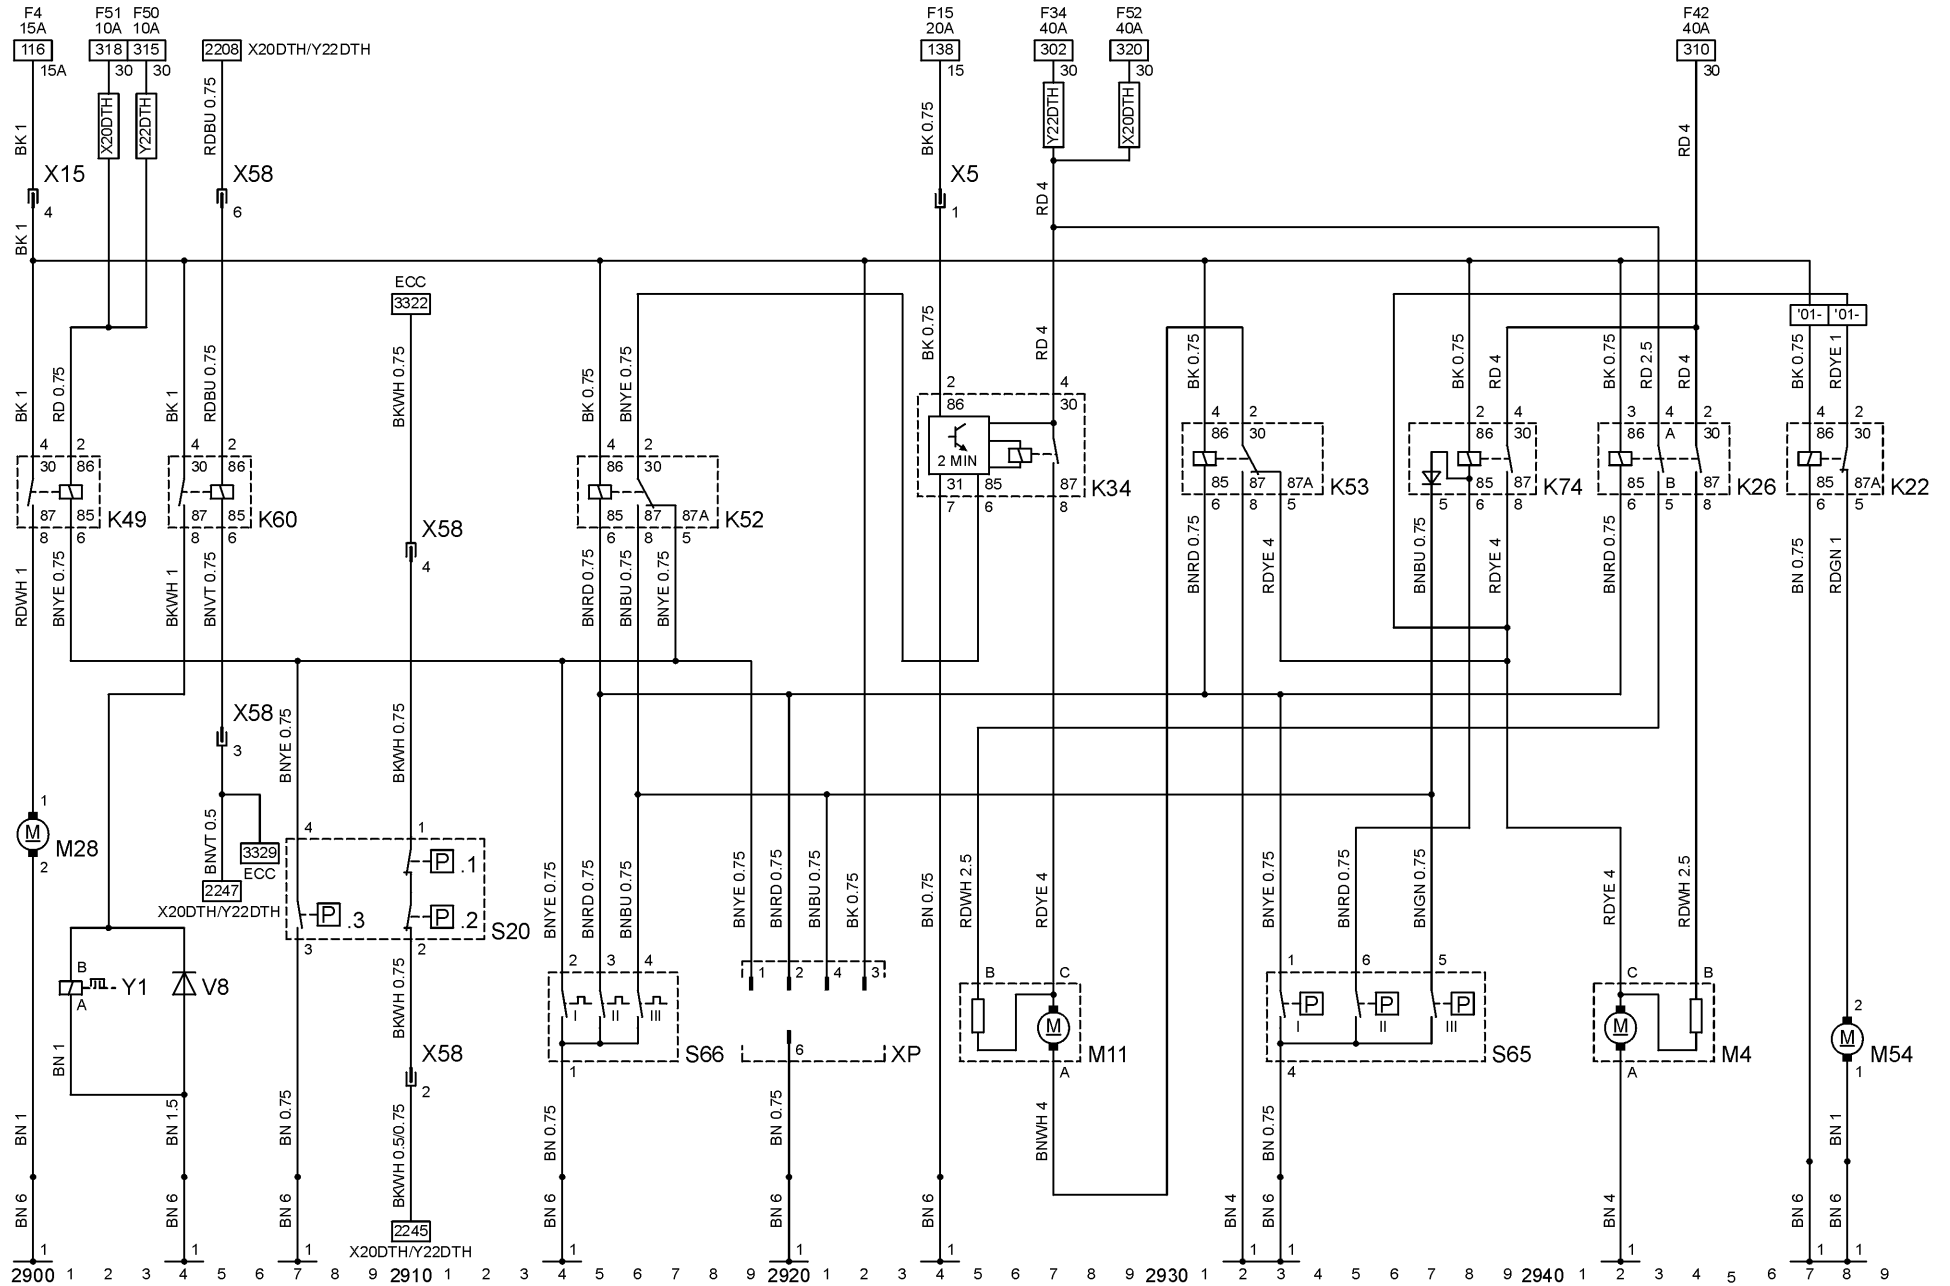 F4 F51 F50 F15 F34 F52 F42
15A 10A 10A 20A 40A 40A 40A
116 318 315 2208 X20DTH/Y22DTH 138 302 320 310
15A 30 30 15 30 30 30
X20DTH Y22DTH Y22DTH X20DTH
BK 1 RDBU 0.75 BK 0.75 RD 4
X15 X58 X5
4 6 1
BK 1 RD 4
ECC
3322
'01- '01-
BK 1 RD 0.75 BK 1 RDBU 0.75 BKWH 0.75 BK 0.75 BNYE 0.75 BK 0.75 RD 4 BK 0.75 BK 0.75 RD 4 BK 0.75 RD 2.5 RD 4 BK 0.75 RDYE 1
2 4
86 30
4 2 2 4 3 4 2 4 2
86 30 86 30 86 A 30 86 30
4 2 4 2 4 2
30 86 30 86 86 30
2 MIN
31 85 87 K34
85 87 87A K53 85 87 K74 85 B 87 K26 85 87A K22
7 6 8 6 8 5 5 6 8 6 5 8 6 5
87 85 K49 87 85 K60 85 87 87A K52
8 6 8 6 6 8 5
X58
4
RDWH 1 BNYE 0.75 BKWH 1 BNVT 0.75 BNRD 0.75 BNBU 0.75 BNYE 0.75 BNRD 0.75 RDYE 4 BNBU 0.75 RDYE 4 BNRD 0.75 BN 0.75 RDGN 1
X58
3
BNYE 0.75 BKWH 0.75
1
M28
2
BNVT 0.5
3329
ECC
2247
X20DTH/Y22DTH
4 1
P .1
P .3 P .2
S20
3 2
BNYE 0.75 BNRD 0.75 BNBU 0.75 BNYE 0.75 BNRD 0.75 BNBU 0.75 BK 0.75 BN 0.75 RDWH 2.5 RDYE 4 BNYE 0.75 BNRD 0.75 BNGN 0.75 RDYE 4 RDWH 2.5
B
Y1
A
V8
BKWH 0.75
2 3 4
I II III
S66
1
1 2 4 3
6
XP
B C
M
M11
A
1 6 5
P P P
I II III
S65
4
C B
M
M4
A
2
M
M54
1
X58
2
BN 1 BN 1 BN 1.5 BN 0.75 BKWH 0.5/0.75 BN 0.75 BN 0.75 BNWH 4 BN 0.75 BN 1
BN 6 BN 6 BN 6 BN 6 BN 6 BN 4 BN 6 BN 4 BN 6 BN 6
2245
X20DTH/Y22DTH
1 1 1 1 1 1 1 1 1 1 1
2900 1 2 3 4 5 6 7 8 9 2910 1 2 3 4 5 6 7 8 9 2920 1 2 3 4 5 6 7 8 9 2930 1 2 3 4 5 6 7 8 9 2940 1 2 3 4 5 6 7 8 9